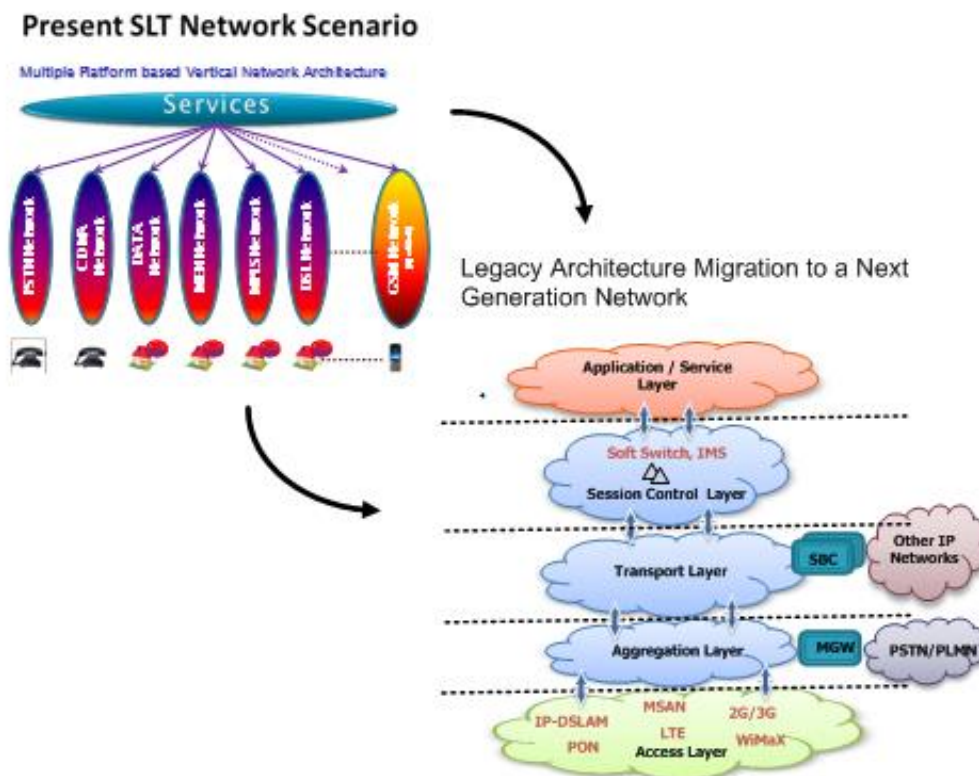 Present SLT Network Scenario
Multiple Platform based Vertical Network Architecture
Services
PSTN Network
CDMA
Network
DATA
Network
MEN Network
MPLS Network
DSL Network
GSM Network
Legacy Architecture Migration to a Next
Generation Network
Application / Service
Layer
Soft Switch, IMS
Session Control Layer
Transport Layer
SBC
Other IP
Networks
Aggregation Layer
MGW
PSTN/PLMN
IP-DSLAM
MSAN
2G/3G
PON
LTE
WiMaX
Access Layer